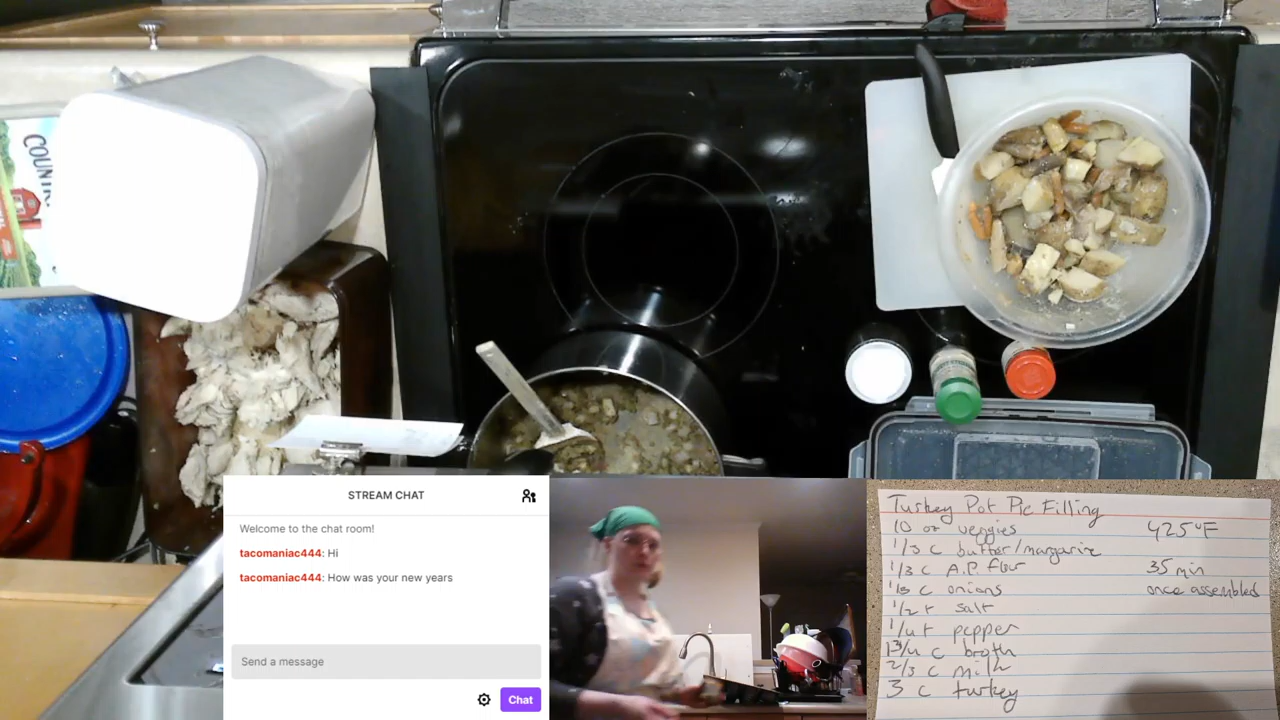 COUNT
STREAM CHAT
Welcome to the chat room!
tacomaniac444: Hi
tacomaniac444: How was your new years
Send a message
Chat
Turkey Pot Pie Filling
10 oz veggies 425°F
1/3 c butter/margarine
1/3 c A.P. flour 35 min
1/3 c onions once assembled
1/2 t salt
1/4 t pepper
1 3/4 c broth
2/3 c milk
3 c turkey